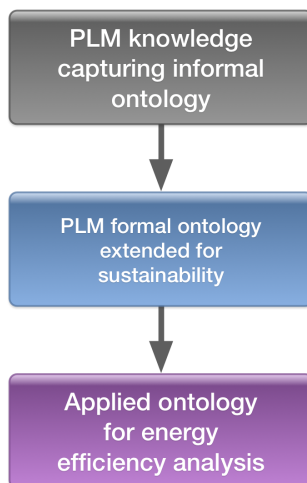 PLM knowledge
capturing informal
ontology
PLM formal ontology
extended for
sustainability
Applied ontology
for energy
efficiency analysis